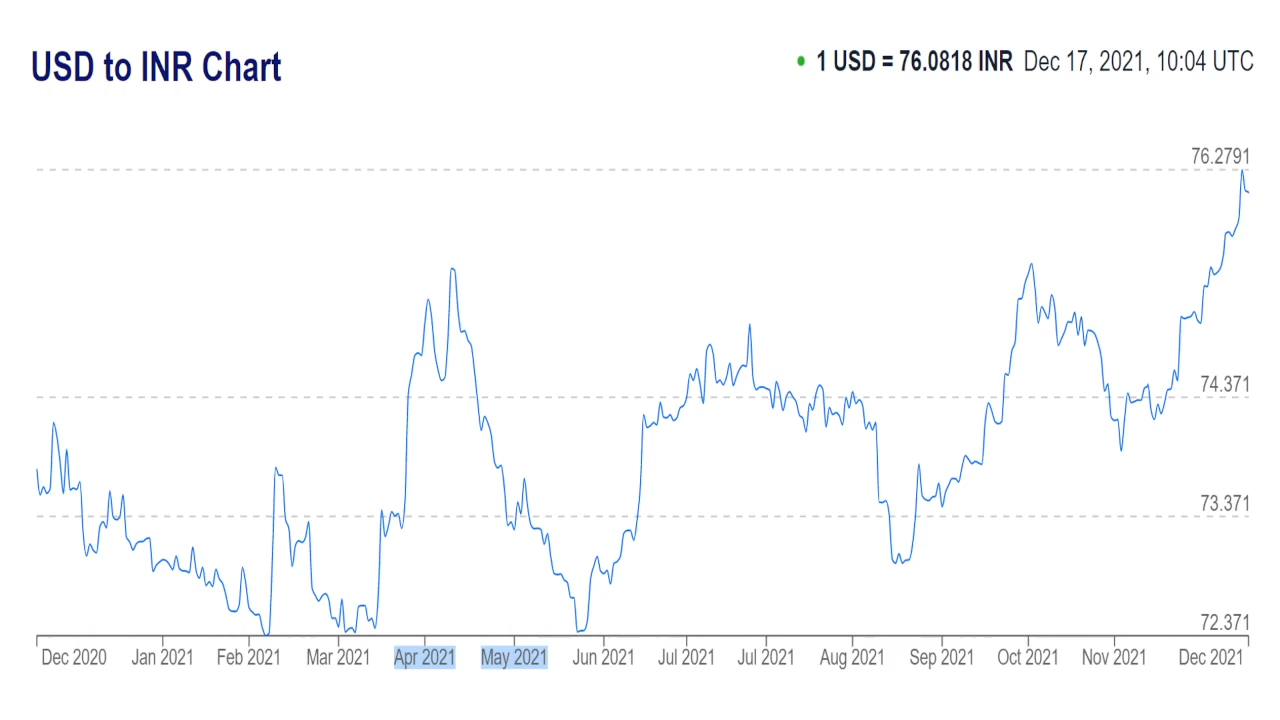 USD to INR Chart
1 USD = 76.0818 INR Dec 17, 2021, 10:04 UTC
76.2791
74.371
73.371
72.371
Dec 2020 Jan 2021 Feb 2021 Mar 2021 Apr 2021 May 2021 Jun 2021 Jul 2021 Jul 2021 Aug 2021 Sep 2021 Oct 2021 Nov 2021 Dec 2021